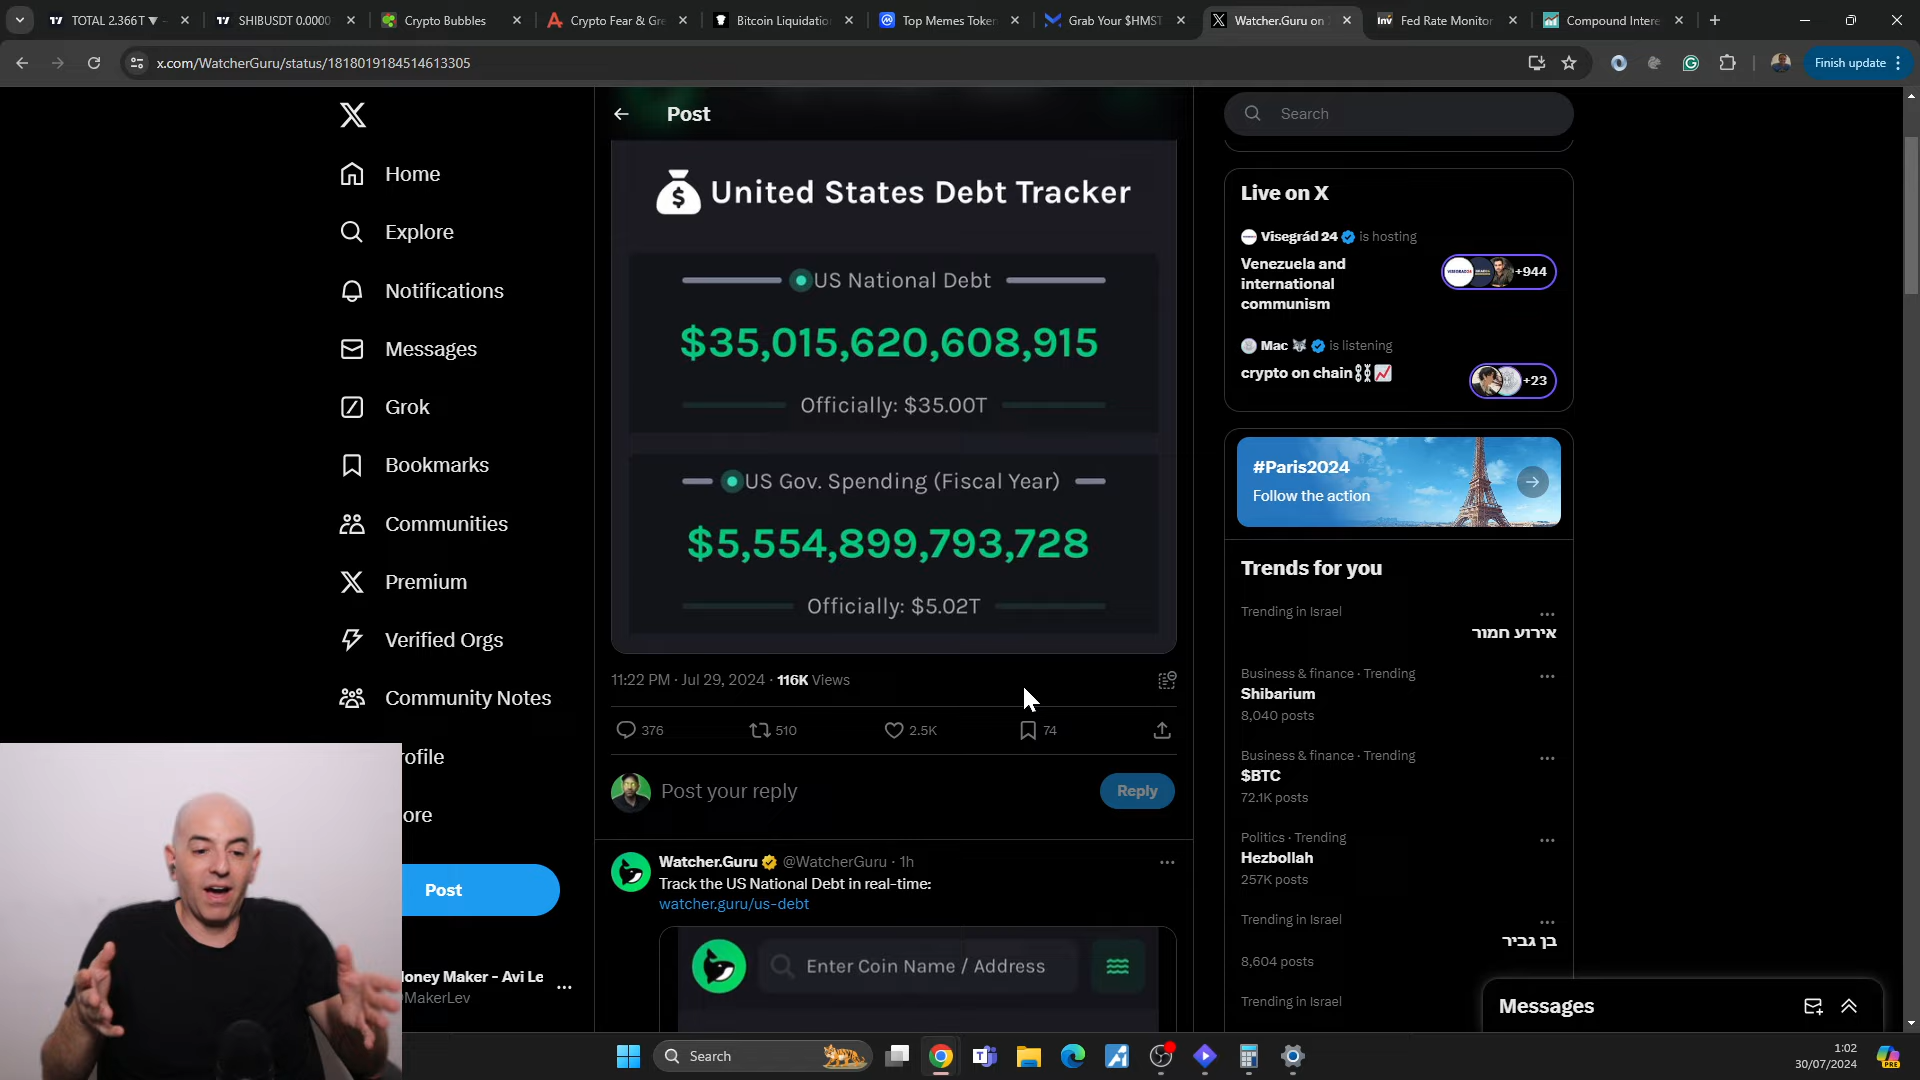 TOTAL 2.366T ▼ -
SHIBUSDT 0.0000
Crypto Bubbles
Crypto Fear & Gre
Bitcoin Liquidatio
Top Memes Token
Grab Your $HMST
Watcher.Guru on
Fed Rate Monitor
Compound Intere
x.com/WatcherGuru/status/1818019184514613305
Finish update
Home
Explore
Notifications
Messages
Grok
Bookmarks
Communities
Premium
Verified Orgs
Community Notes
rofile
ore
Post
Money Maker - Avi Le
@MakerLev
Post
United States Debt Tracker
US National Debt
$35,015,620,608,915
Officially: $35.00T
US Gov. Spending (Fiscal Year)
$5,554,899,793,728
Officially: $5.02T
11:22 PM · Jul 29, 2024 · 116K Views
376 510 2.5K 74
Post your reply
Reply
Watcher.Guru @WatcherGuru · 1h
Track the US National Debt in real-time:
watcher.guru/us-debt
Enter Coin Name / Address
Search
Live on X
Visegrád 24 is hosting
Venezuela and
international
communism
+944
Mac is listening
crypto on chain
+23
#Paris2024
Follow the action
Trends for you
Trending in Israel
אירוע חמור
Business & finance · Trending
Shibarium
8,040 posts
Business & finance · Trending
$BTC
72.1K posts
Politics · Trending
Hezbollah
257K posts
Trending in Israel
בן גביר
8,604 posts
Trending in Israel
Messages
Search
1:02
30/07/2024